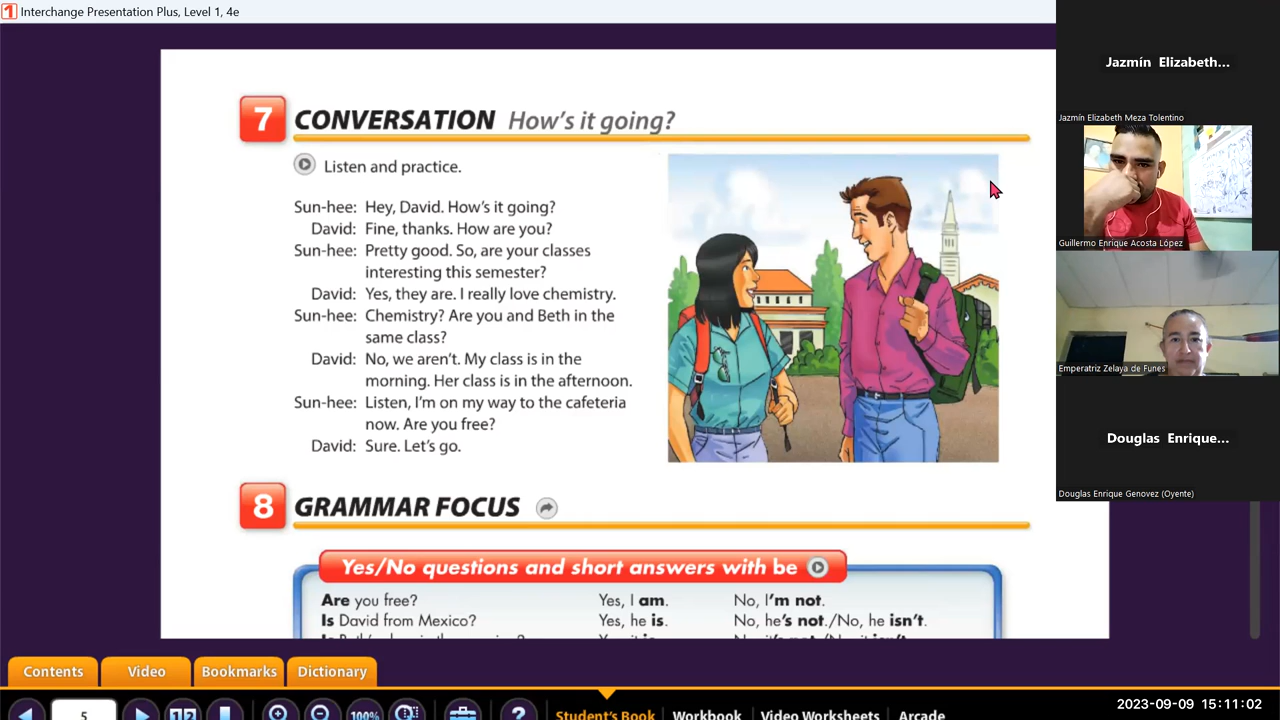 Interchange Presentation Plus, Level 1, 4e
7 CONVERSATION How's it going?
Listen and practice.
Sun-hee: Hey, David. How's it going?
David: Fine, thanks. How are you?
Sun-hee: Pretty good. So, are your classes
interesting this semester?
David: Yes, they are. I really love chemistry.
Sun-hee: Chemistry? Are you and Beth in the
same class?
David: No, we aren't. My class is in the
morning. Her class is in the afternoon.
Sun-hee: Listen, I'm on my way to the cafeteria
now. Are you free?
David: Sure. Let's go.
8 GRAMMAR FOCUS
Yes/No questions and short answers with be
Are you free? Yes, I am. No, I'm not.
Is David from Mexico? Yes, he is. No, he's not./No, he isn't.
Jazmín Elizabeth...
Jazmín Elizabeth Meza Tolentino
Guillermo Enrique Acosta López
Emperatriz Zelaya de Funes
Douglas Enrique...
Douglas Enrique Genovez (Oyente)
Contents Video Bookmarks Dictionary
5 1 2 100% ? Student's Book Workbook Video Worksheets Arcade
2023-09-09 15:11:02